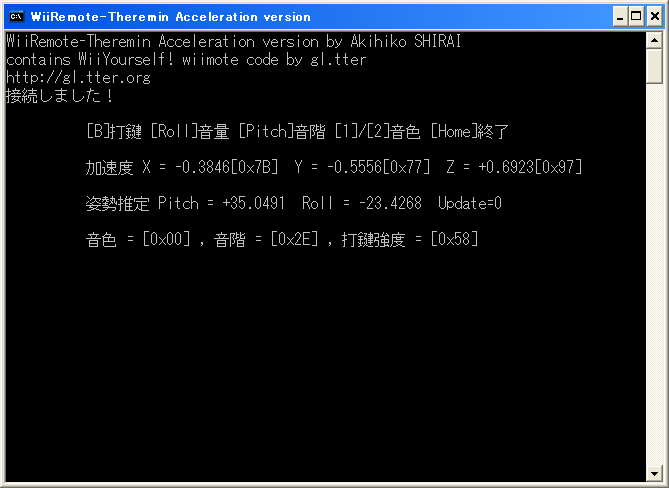 WiiRemote-Theremin Acceleration version
WiiRemote-Theremin Acceleration version by Akihiko SHIRAI
contains WiiYourself! wiimote code by gl.tter
http://gl.tter.org
接続しました！
[B]打鍵 [Roll]音量 [Pitch]音階 [1]/[2]音色 [Home]終了
加速度 X = -0.3846[0x7B]  Y = -0.5556[0x77]  Z = +0.6923[0x97]
姿勢推定 Pitch = +35.0491  Roll = -23.4268  Update=0
音色 = [0x00] , 音階 = [0x2E] , 打鍵強度 = [0x58]